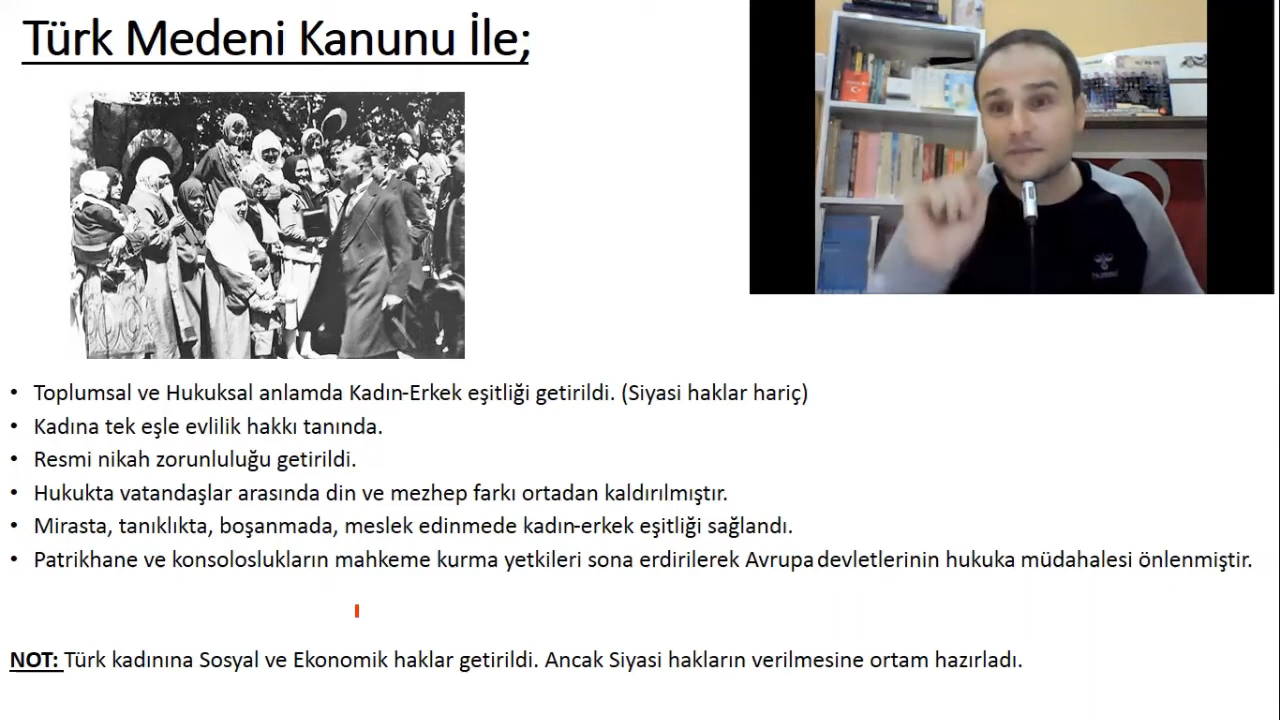 Türk Medeni Kanunu İle;
Toplumsal ve Hukuksal anlamda Kadın-Erkek eşitliği getirildi. (Siyasi haklar hariç)
Kadına tek eşle evlilik hakkı tanında.
Resmi nikah zorunluluğu getirildi.
Hukukta vatandaşlar arasında din ve mezhep farkı ortadan kaldırılmıştır.
Mirasta, tanıklıkta, boşanmada, meslek edinmede kadın-erkek eşitliği sağlandı.
Patrikhane ve konsoloslukların mahkeme kurma yetkileri sona erdirilerek Avrupa devletlerinin hukuka müdahalesi önlenmiştir.
NOT: Türk kadınına Sosyal ve Ekonomik haklar getirildi. Ancak Siyasi hakların verilmesine ortam hazırladı.